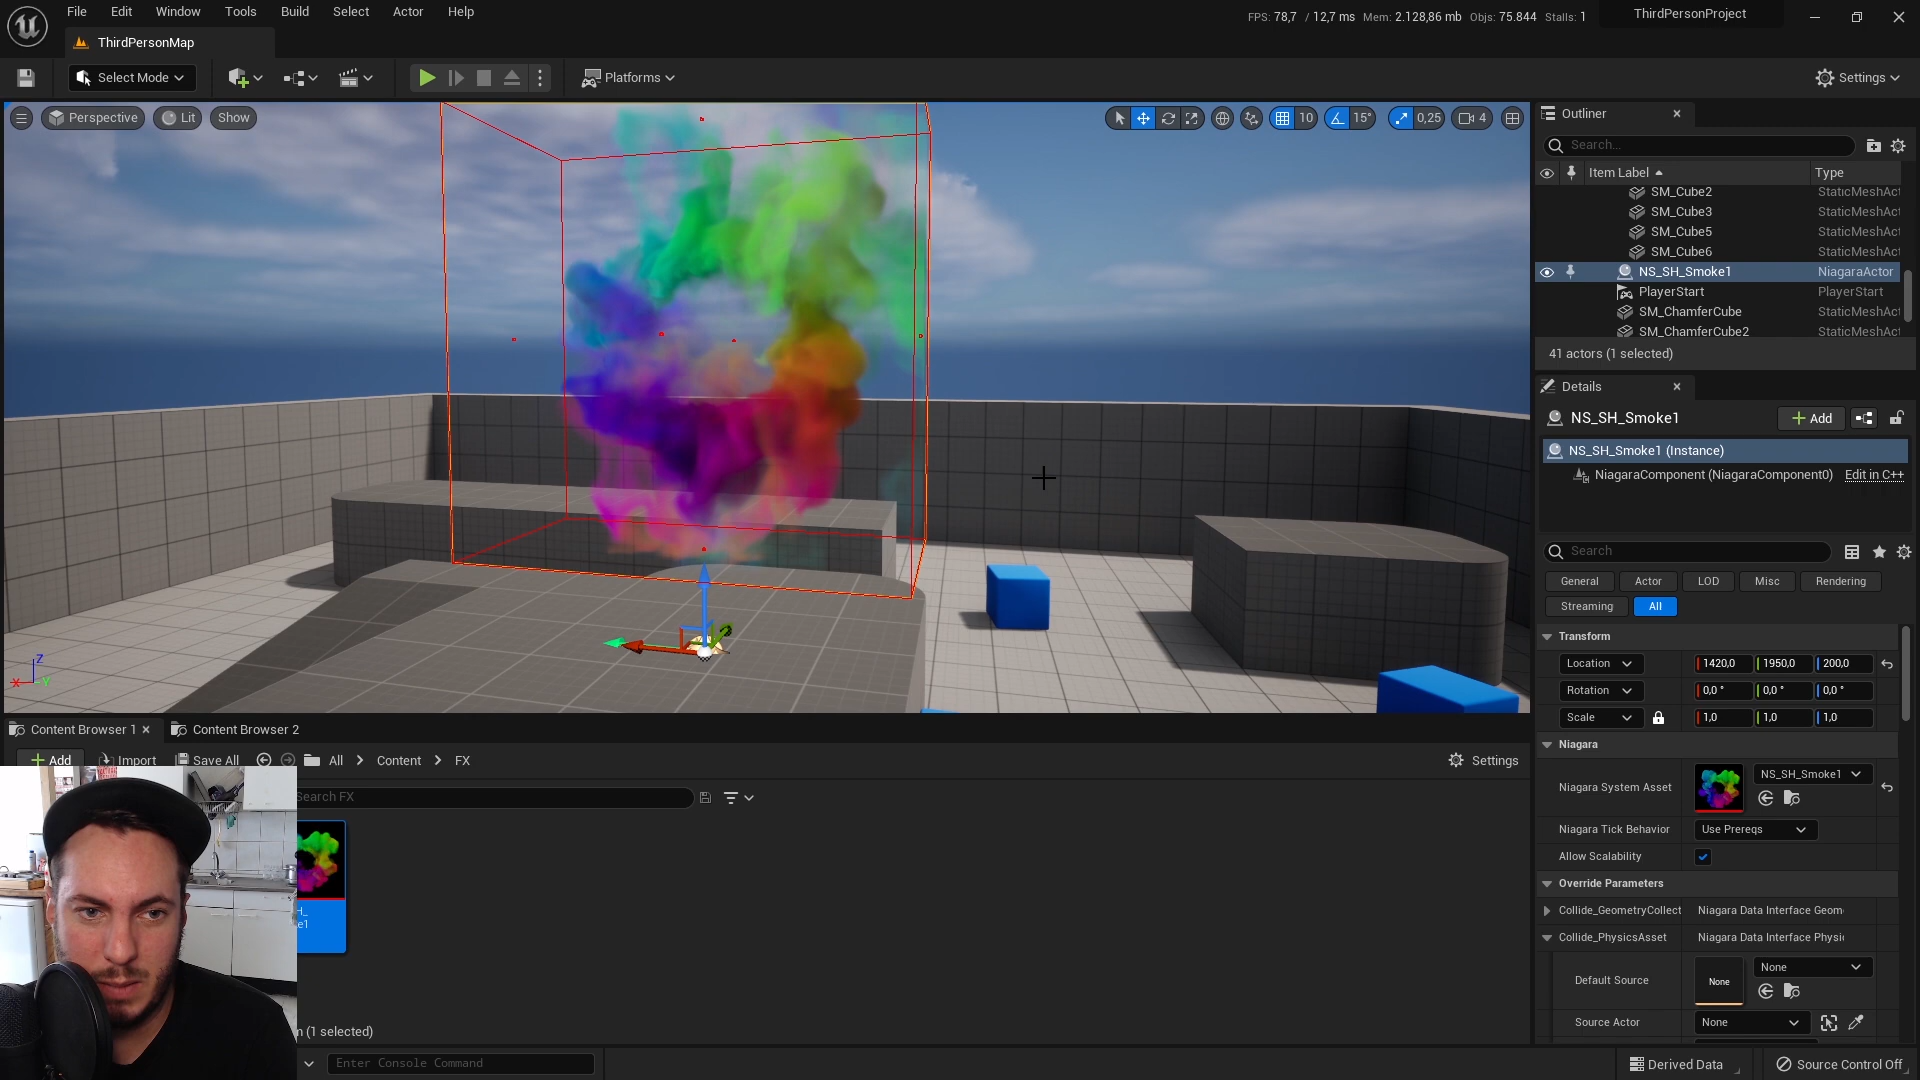 File Edit Window Tools Build Select Actor Help
FPS: 78,7 / 12,7 ms Mem: 2.128,86 mb Objs: 75.844 Stalls: 1
ThirdPersonProject
ThirdPersonMap
Select Mode
Platforms
Settings
Perspective Lit Show
10 15° 0,25 4
Outliner
Search...
Item Label Type
SM_Cube2 StaticMeshAct
SM_Cube3 StaticMeshAct
SM_Cube5 StaticMeshAct
SM_Cube6 StaticMeshAct
NS_SH_Smoke1 NiagaraActor
PlayerStart PlayerStart
SM_ChamferCube StaticMeshAct
SM_ChamferCube2 StaticMeshAct
41 actors (1 selected)
Details
NS_SH_Smoke1
Add
NS_SH_Smoke1 (Instance)
NiagaraComponent (NiagaraComponent0) Edit in C++
Search
General Actor LOD Misc Rendering
Streaming All
Transform
Location 1420,0 1950,0 200,0
Rotation 0,0 ° 0,0 ° 0,0 °
Scale 1,0 1,0 1,0
Niagara
Niagara System Asset NS_SH_Smoke1
Niagara Tick Behavior Use Prereqs
Allow Scalability
Override Parameters
Collide_GeometryCollect Niagara Data Interface Geom
Collide_PhysicsAsset Niagara Data Interface Physi
Default Source None None
Source Actor None
Z
X Y
Content Browser 1 Content Browser 2
Add Import Save All All Content FX Settings
Search FX
H_
e1
(1 selected)
Enter Console Command
Derived Data Source Control Off